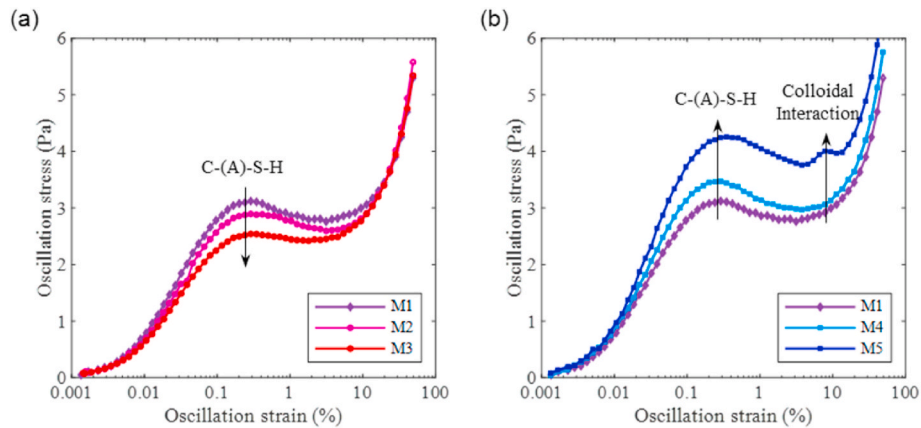 (a)
6
5
4
3
2
1
0
Oscillation stress (Pa)
C-(A)-S-H
M1
M2
M3
0.001 0.01 0.1 1 10 100
Oscillation strain (%)
(b)
6
5
4
3
2
1
0
Oscillation stress (Pa)
C-(A)-S-H
Colloidal
Interaction
M1
M4
M5
0.001 0.01 0.1 1 10 100
Oscillation strain (%)